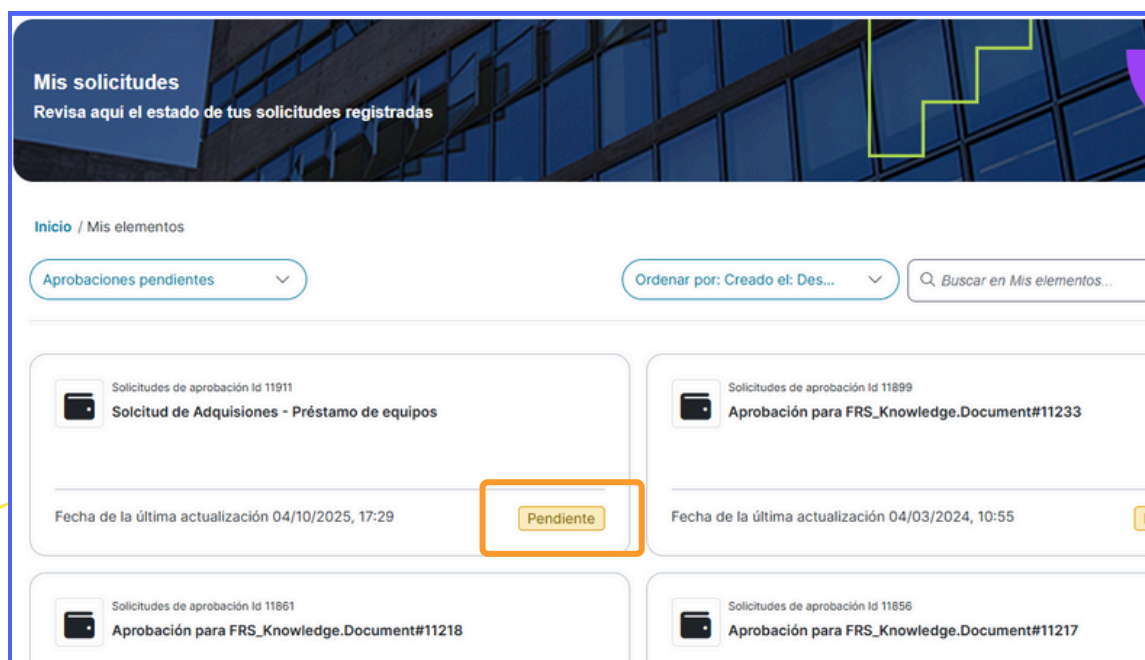 Mis solicitudes
Revisa aquí el estado de tus solicitudes registradas
Inicio / Mis elementos
Aprobaciones pendientes
Ordenar por: Creado el: Des...
Buscar en Mis elementos...
Solicitudes de aprobación Id 11911
Solcitud de Adquisiones - Préstamo de equipos
Fecha de la última actualización 04/10/2025, 17:29
Pendiente
Solicitudes de aprobación Id 11899
Aprobación para FRS_Knowledge.Document#11233
Fecha de la última actualización 04/03/2024, 10:55
Solicitudes de aprobación Id 11861
Aprobación para FRS_Knowledge.Document#11218
Solicitudes de aprobación Id 11856
Aprobación para FRS_Knowledge.Document#11217